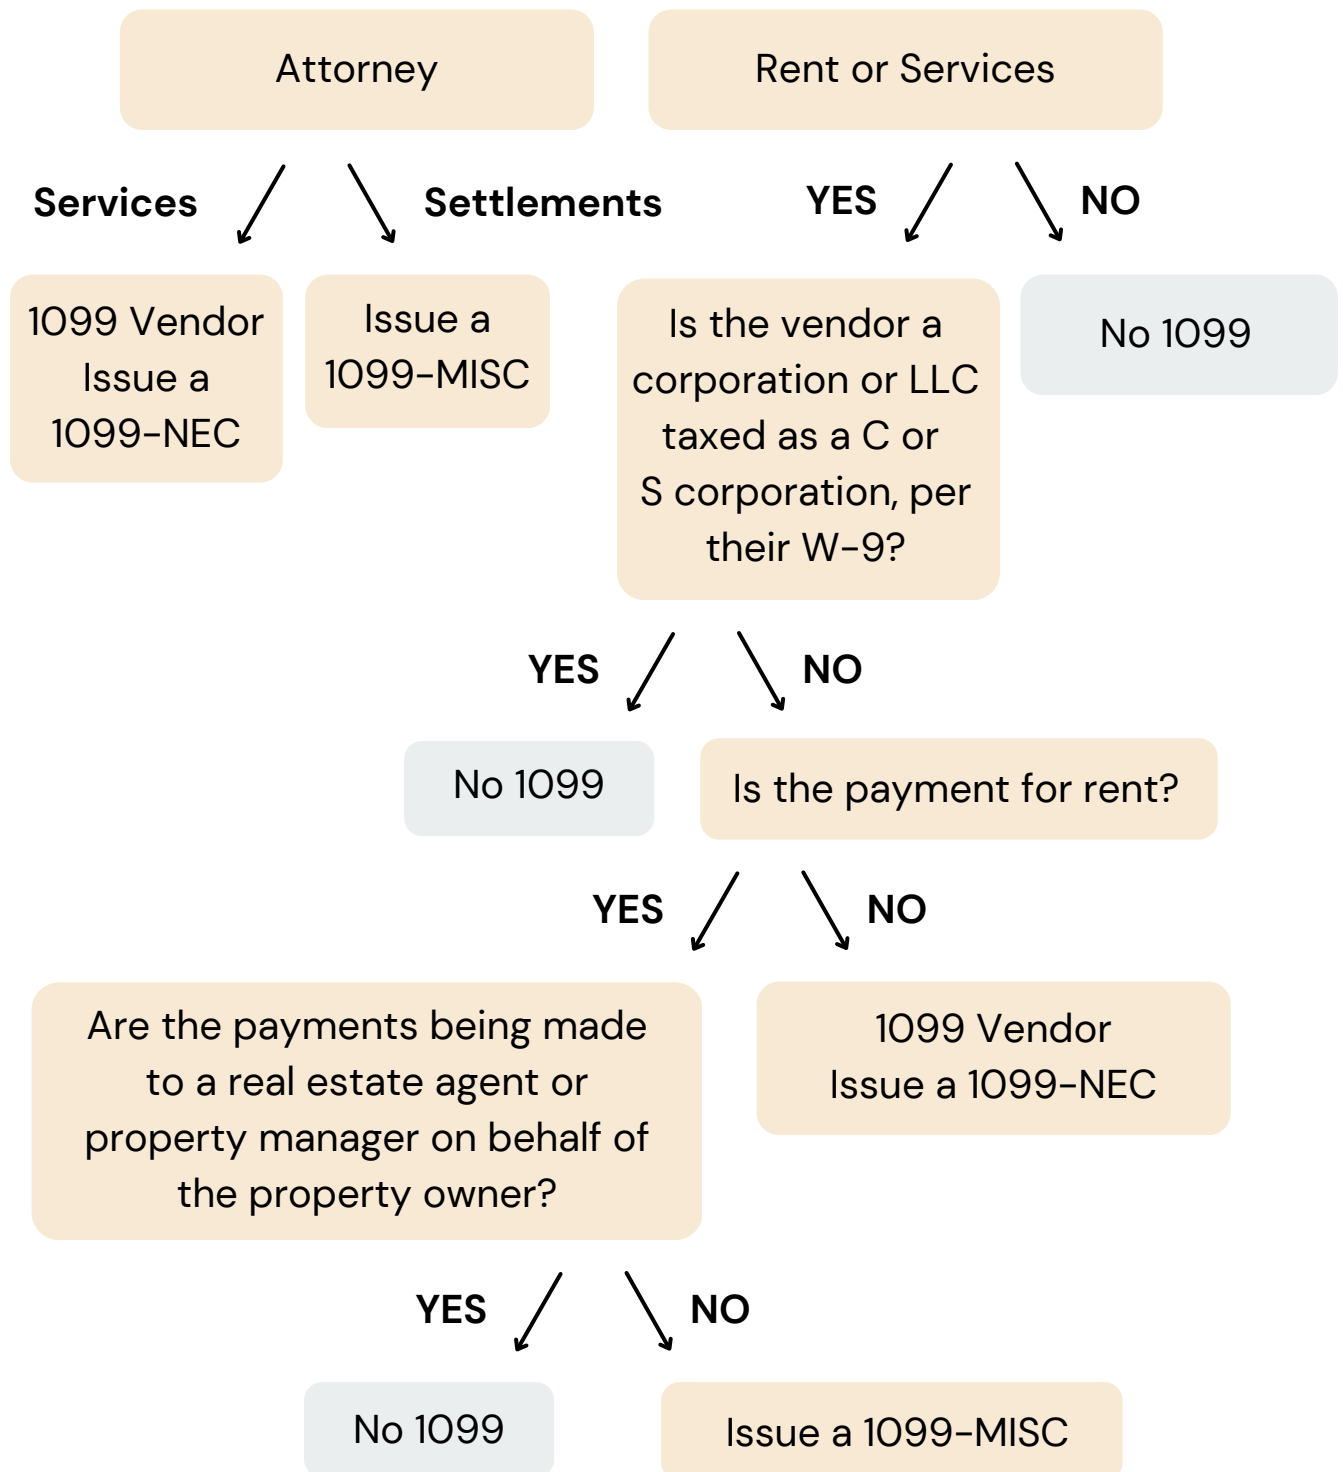 Attorney
Rent or Services
Services
Settlements
YES
NO
1099 Vendor
Issue a
1099-NEC
Issue a
1099-MISC
Is the vendor a
corporation or LLC
taxed as a C or
S corporation, per
their W-9?
No 1099
YES
NO
No 1099
Is the payment for rent?
YES
NO
Are the payments being made
to a real estate agent or
property manager on behalf of
the property owner?
1099 Vendor
Issue a 1099-NEC
YES
NO
No 1099
Issue a 1099-MISC